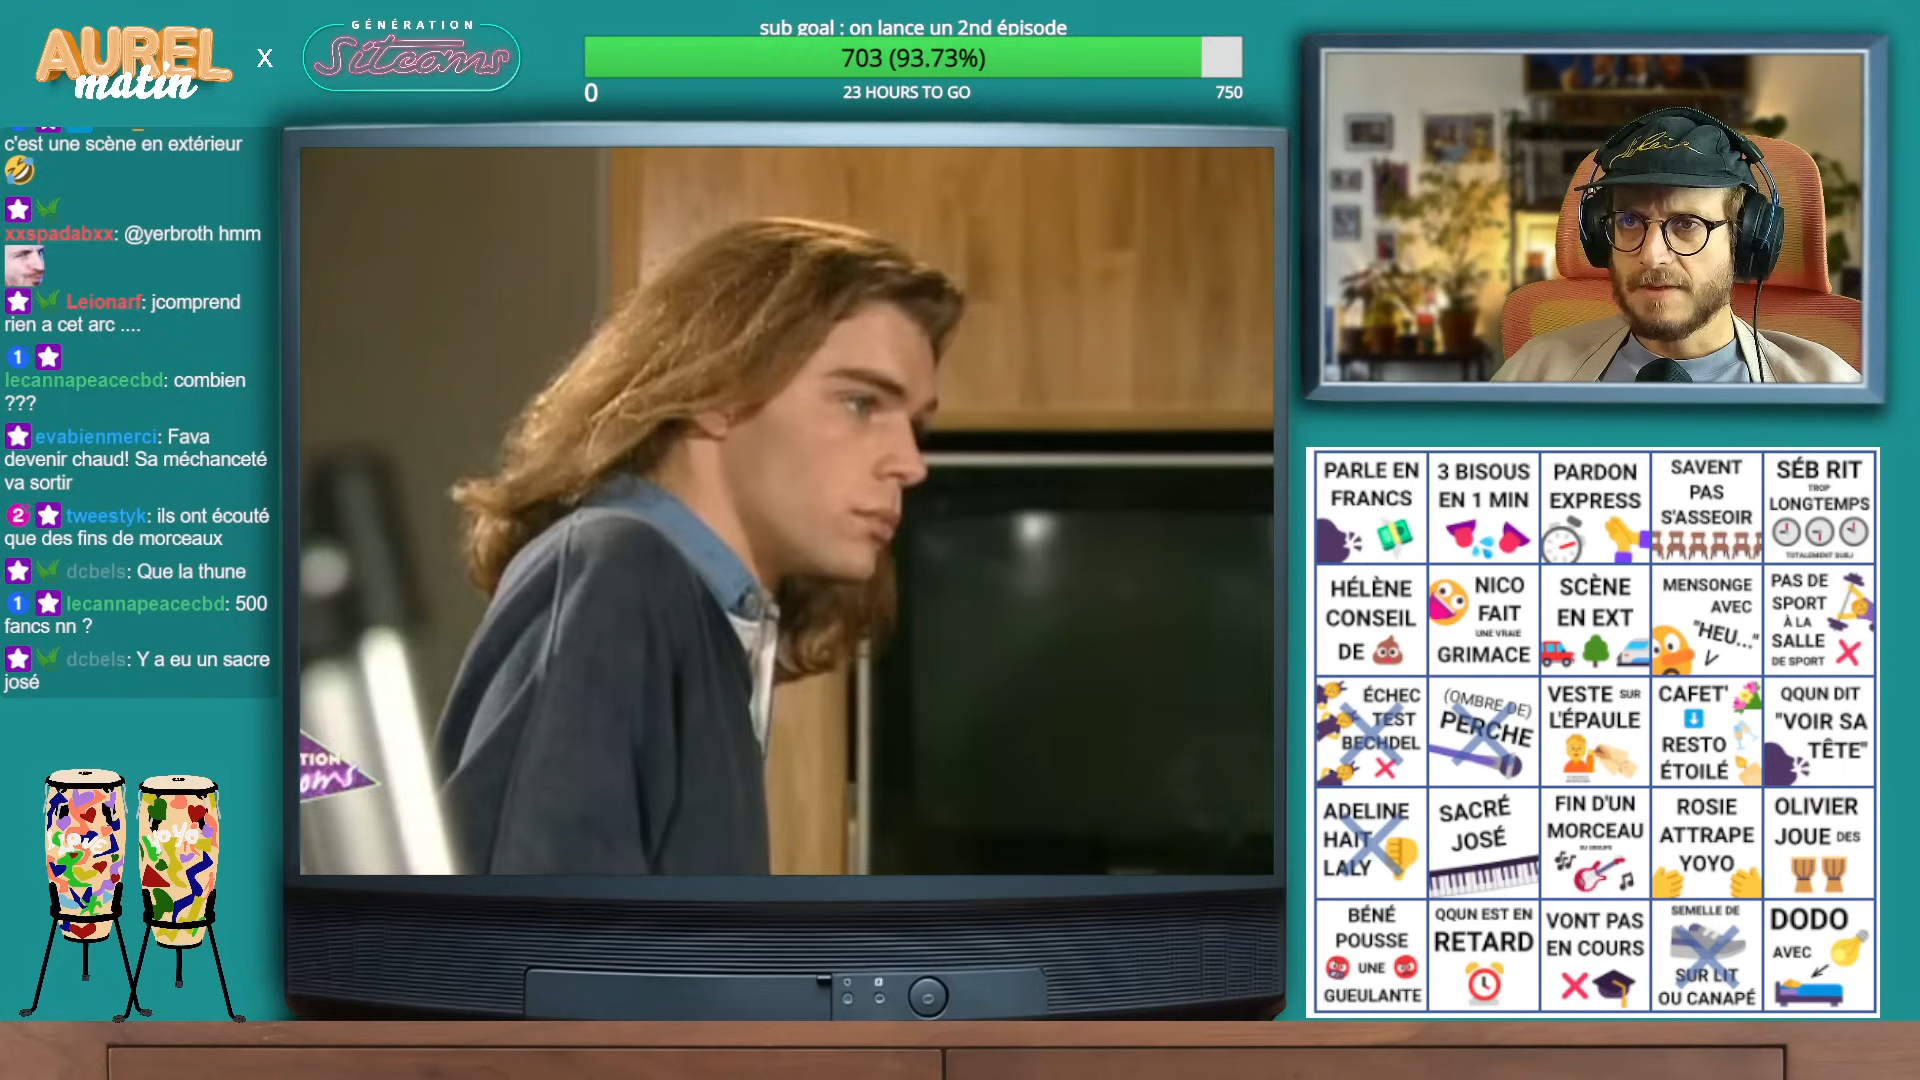 AUREL
matin
X
GÉNÉRATION
Sitcoms
sub goal : on lance un 2nd épisode
703 (93.73%)
0
23 HOURS TO GO
750
c'est une scène en extérieur
xxspadabxx: @yerbroth hmm
Leionarf: jcomprend
rien a cet arc ....
1
lecannapeacecbd: combien
???
evabienmerci: Fava
devenir chaud! Sa méchanceté
va sortir
2 tweestyk: ils ont écouté
que des fins de morceaux
dcbels: Que la thune
1 lecannapeacecbd: 500
fancs nn ?
dcbels: Y a eu un sacre
josé
TION
oms
PARLE EN
FRANCS
3 BISOUS
EN 1 MIN
PARDON
EXPRESS
SAVENT
PAS
S'ASSEOIR
SÉB RIT
TROP
LONGTEMPS
HÉLÈNE
CONSEIL
DE
NICO
FAIT
UNE VRAIE
GRIMACE
SCÈNE
EN EXT
MENSONGE
AVEC
"HEU..."
PAS DE
SPORT
À LA
SALLE
DE SPORT
ÉCHEC
TEST
BECHDEL
(OMBRE DE)
PERCHE
VESTE SUR
L'ÉPAULE
CAFET'
RESTO
ÉTOILÉ
QQUN DIT
"VOIR SA
TÊTE"
ADELINE
HAIT
LALY
SACRÉ
JOSÉ
FIN D'UN
MORCEAU
DU GROUPE
ROSIE
ATTRAPE
YOYO
OLIVIER
JOUE DES
BÉNÉ
POUSSE
UNE
GUEULANTE
QQUN EST EN
RETARD
VONT PAS
EN COURS
SEMELLE DE
SUR LIT
OU CANAPÉ
DODO
AVEC